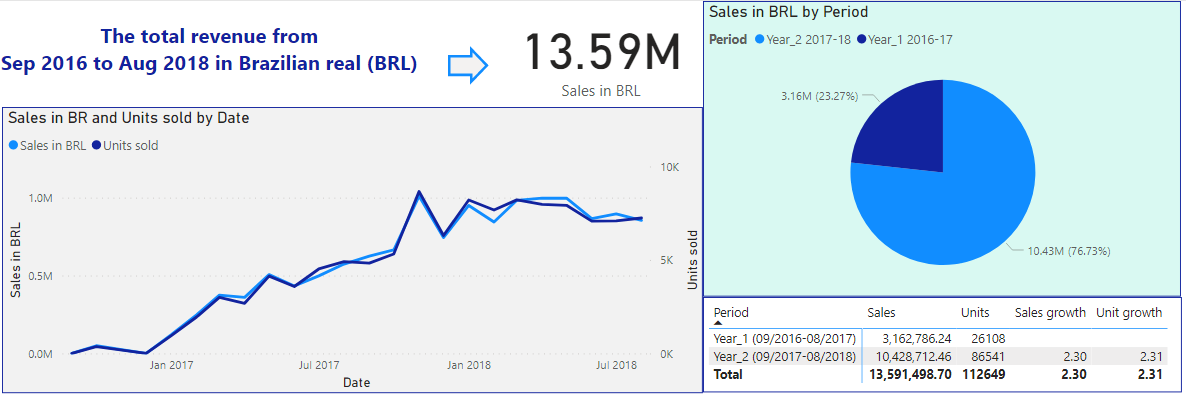 The total revenue from
Sep 2016 to Aug 2018 in Brazilian real (BRL)
13.59M
Sales in BRL
Sales in BR and Units sold by Date
Sales in BRL Units sold
Sales in BRL
1.0M
0.5M
0.0M
10K
5K
0K
Units sold
Jan 2017 Jul 2017 Jan 2018 Jul 2018
Date
Sales in BRL by Period
Period Year_2 2017-18 Year_1 2016-17
3.16M (23.27%)
10.43M (76.73%)
Period Sales Units Sales growth Unit growth
Year_1 (09/2016-08/2017) 3,162,786.24 26108
Year_2 (09/2017-08/2018) 10,428,712.46 86541 2.30 2.31
Total 13,591,498.70 112649 2.30 2.31